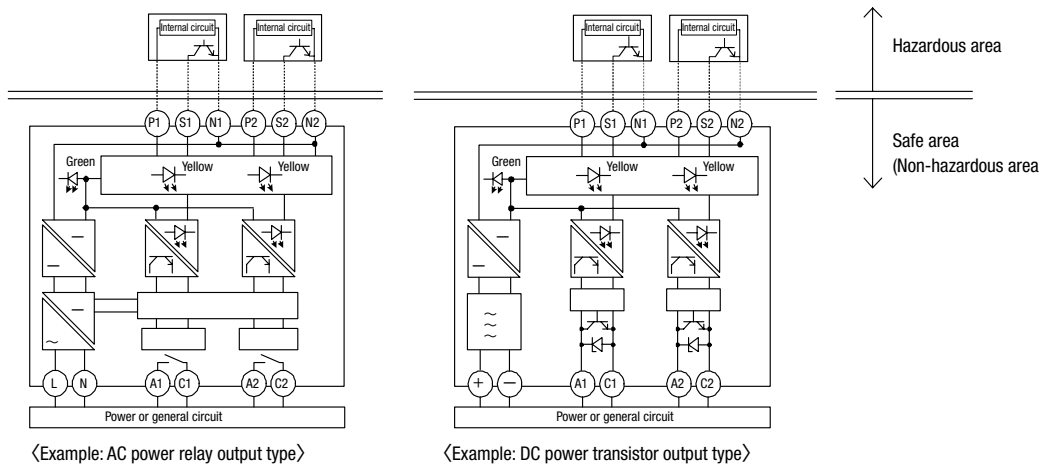 Internal circuit Internal circuit
Internal circuit Internal circuit
Hazardous area
P1 S1 N1 P2 S2 N2
P1 S1 N1 P2 S2 N2
Safe area
(Non-hazardous area
Green Yellow Yellow
Green Yellow Yellow
L N A1 C1 A2 C2
+ − A1 C1 A2 C2
Power or general circuit
Power or general circuit
〈Example: AC power relay output type〉
〈Example: DC power transistor output type〉